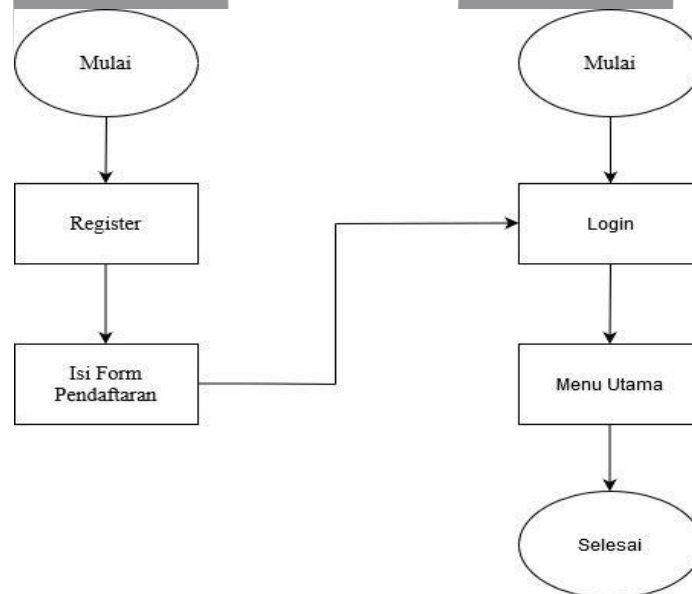 Mulai
Register
Isi Form
Pendaftaran
Mulai
Login
Menu Utama
Selesai